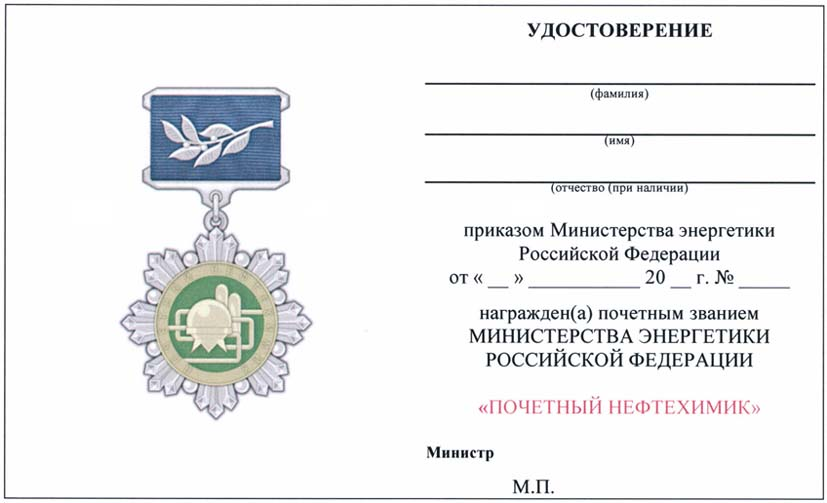 УДОСТОВЕРЕНИЕ
(фамилия)
(имя)
(отчество (при наличии)
приказом Министерства энергетики
Российской Федерации
от « __ » __________ 20 __ г. № _____
награжден(а) почетным званием
МИНИСТЕРСТВА ЭНЕРГЕТИКИ
РОССИЙСКОЙ ФЕДЕРАЦИИ
«ПОЧЕТНЫЙ НЕФТЕХИМИК»
Министр
М.П.